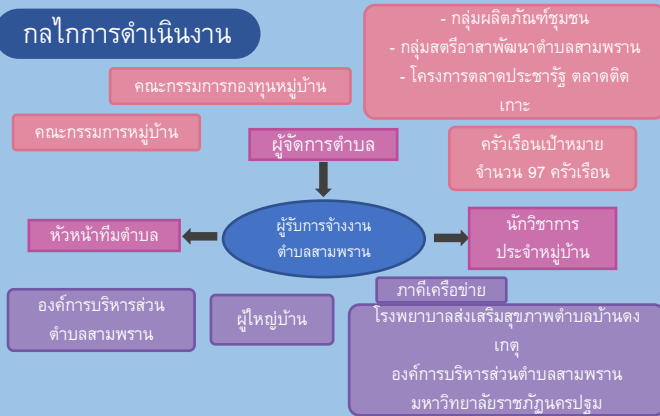 กลไกการดำเนินงาน
- กลุ่มผลิตภัณฑ์ชุมชน
- กลุ่มสตรีอาสาพัฒนาตำบลสามพราน
- โครงการตลาดประชารัฐ ตลาดติด
เกาะ
คณะกรรมการกองทุนหมู่บ้าน
คณะกรรมการหมู่บ้าน
ผู้จัดการตำบล
ครัวเรือนเป้าหมาย
จำนวน 97 ครัวเรือน
หัวหน้าทีมตำบล
ผู้รับการจ้างงาน
ตำบลสามพราน
นักวิชาการ
ประจำหมู่บ้าน
องค์การบริหารส่วน
ตำบลสามพราน
ผู้ใหญ่บ้าน
ภาคีเครือข่าย
โรงพยาบาลส่งเสริมสุขภาพตำบลบ้านดง
เกตุ
องค์การบริหารส่วนตำบลสามพราน
มหาวิทยาลัยราชภัฏนครปฐม